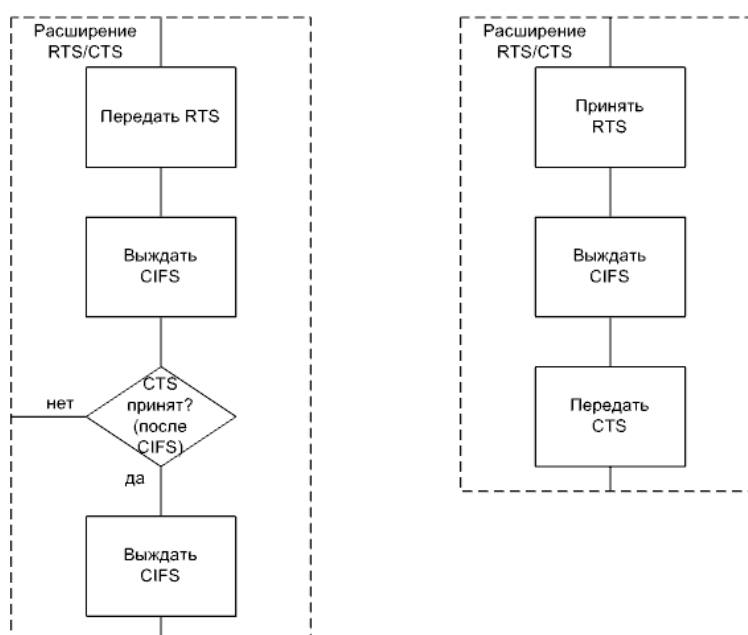 Расширение
RTS/CTS
Передать RTS
Выждать
CIFS
CTS
принят?
(после
CIFS)
нет
да
Выждать
CIFS
Расширение
RTS/CTS
Принять
RTS
Выждать
CIFS
Передать
CTS